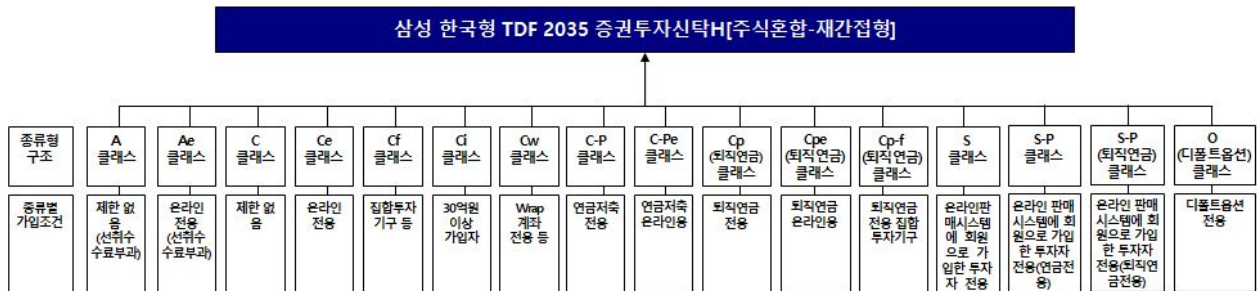 삼성 한국형 TDF 2035 증권투자신탁H[주식혼합-재간접형]
종류형
구조
A
클래스
Ae
클래스
C
클래스
Ce
클래스
Cf
클래스
Ci
클래스
Cw
클래스
C-P
클래스
C-Pe
클래스
Cp
(퇴직연금)
클래스
Cpe
(퇴직연금)
클래스
Cp-f
(퇴직연금)
클래스
S
클래스
S-P
클래스
S-P
(퇴직연금)
클래스
O
(디폴트옵션)
클래스
종류별
가입조건
제한 없
음
(선취수
수료부과)
온라인
전용
(선취수
수료부과)
제한 없
음
온라인
전용
집합투자
기구 등
30억원
이상
가입자
Wrap
계좌
전용 등
연금저축
전용
연금저축
온라인용
퇴직연금
전용
퇴직연금
온라인용
퇴직연금
전용 집합
투자기구
온라인판
매시스템
에 회원
으로 가
입한 투자
자 전용
온라인 판매
시스템에 회
원으로 가입
한 투자자
전용(연금전
용)
온라인 판매
시스템에 회
원으로 가입
한 투자자
전용(퇴직연
금전용)
디폴트옵션
전용